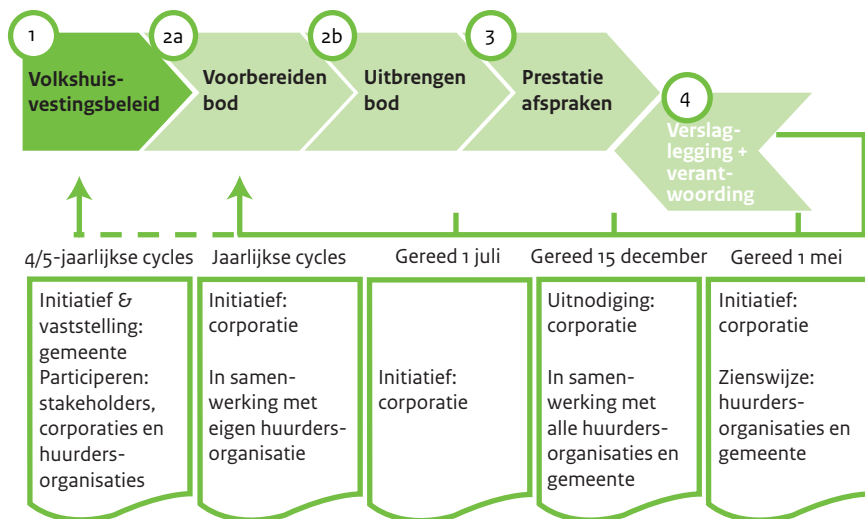 1
Volkshuis-
vestingsbeleid
2a
Voorbereiden
bod
2b
Uitbrengen
bod
3
Prestatie
afspraken
4
Verslag-
legging +
verant-
woording
4/5-jaarlijkse cycles
Initiatief &
vaststelling:
gemeente
Participeren:
stakeholders,
corporaties en
huurders-
organisaties
Jaarlijkse cycles
Initiatief:
corporatie
In samen-
werking met
eigen huurders-
organisatie
Gereed 1 juli
Initiatief:
corporatie
Gereed 15 december
Uitnodiging:
corporatie
In samen-
werking met
alle huurders-
organisaties en
gemeente
Gereed 1 mei
Initiatief:
corporatie
Zienswijze:
huurders-
organisaties en
gemeente